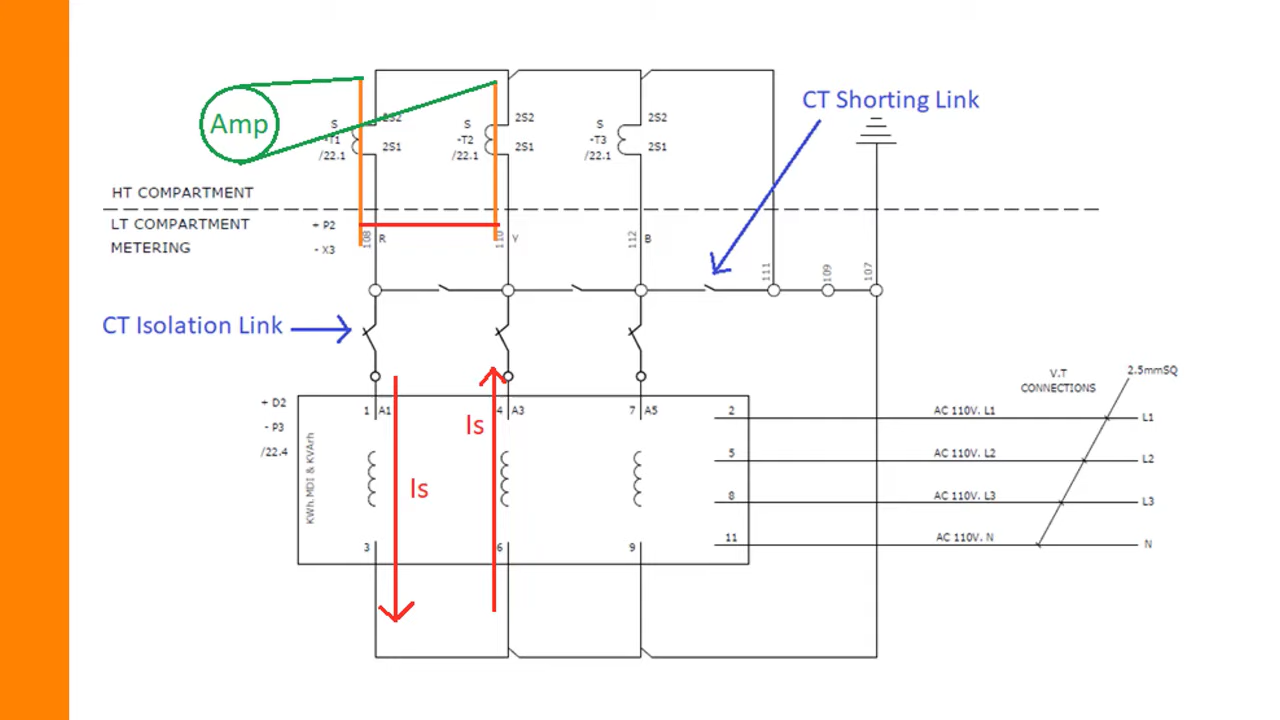 CT Shorting Link
Amp
S
-T1
/22.1
2S2
2S1
S
-T2
/22.1
2S2
2S1
S
-T3
/22.1
2S2
2S1
HT COMPARTMENT
LT COMPARTMENT
METERING
+ P2
- X3
108
R
110
Y
112
B
111
109
107
CT Isolation Link
+ D2
- P3
/22.4
KWh.MDI & KVArh
1
A1
4
A3
7
A5
Is
Is
3
6
9
2
5
8
11
AC 110V. L1
AC 110V. L2
AC 110V. L3
AC 110V. N
V.T
CONNECTIONS
2.5mmSQ
L1
L2
L3
N